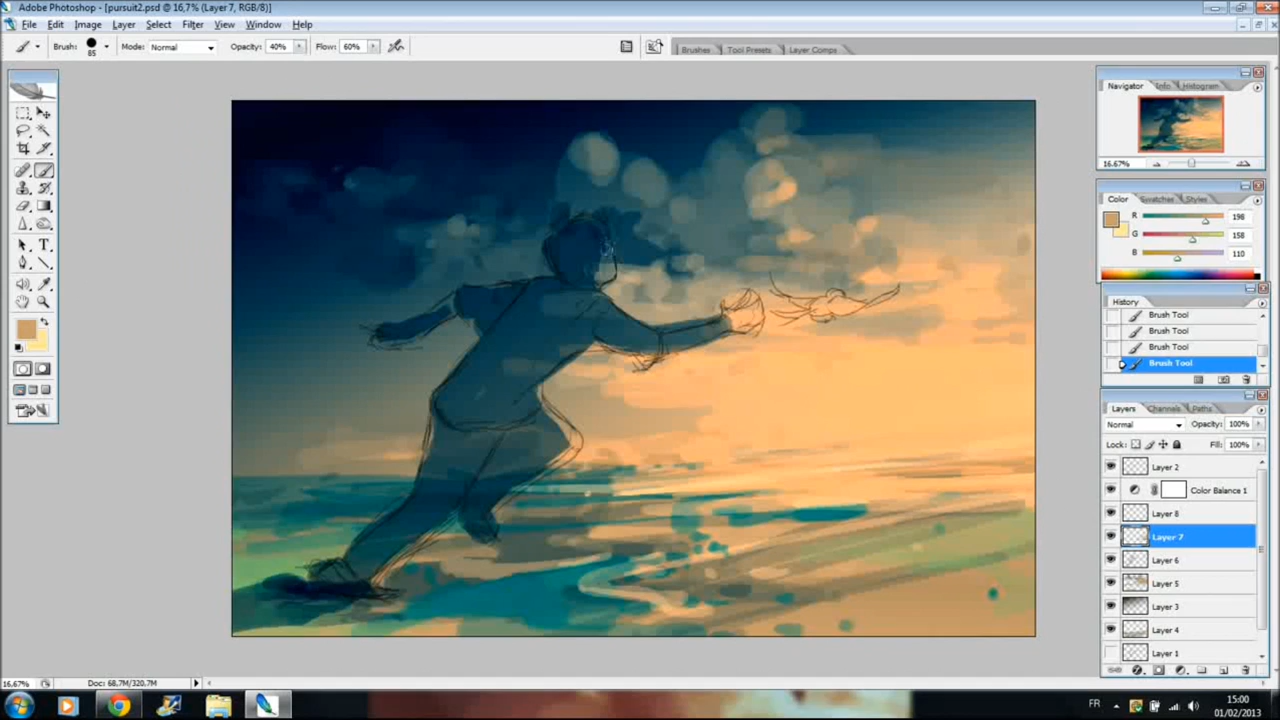 Adobe Photoshop - [pursuit2.psd @ 16,7% (Layer 7, RGB/8)]
File Edit Image Layer Select Filter View Window Help
Brush: 85 Mode: Normal Opacity: 40% Flow: 60% Brushes Tool Presets Layer Comps
Navigator Info Histogram
16.67%
Color Swatches Styles
R 198
G 158
B 110
History
Brush Tool
Brush Tool
Brush Tool
Brush Tool
Layers Channels Paths
Normal Opacity: 100%
Lock: Fill: 100%
Layer 2
Color Balance 1
Layer 8
Layer 7
Layer 6
Layer 5
Layer 3
Layer 4
Layer 1
16,67% Doc: 68,7M/320,7M
FR 15:00
01/02/2013